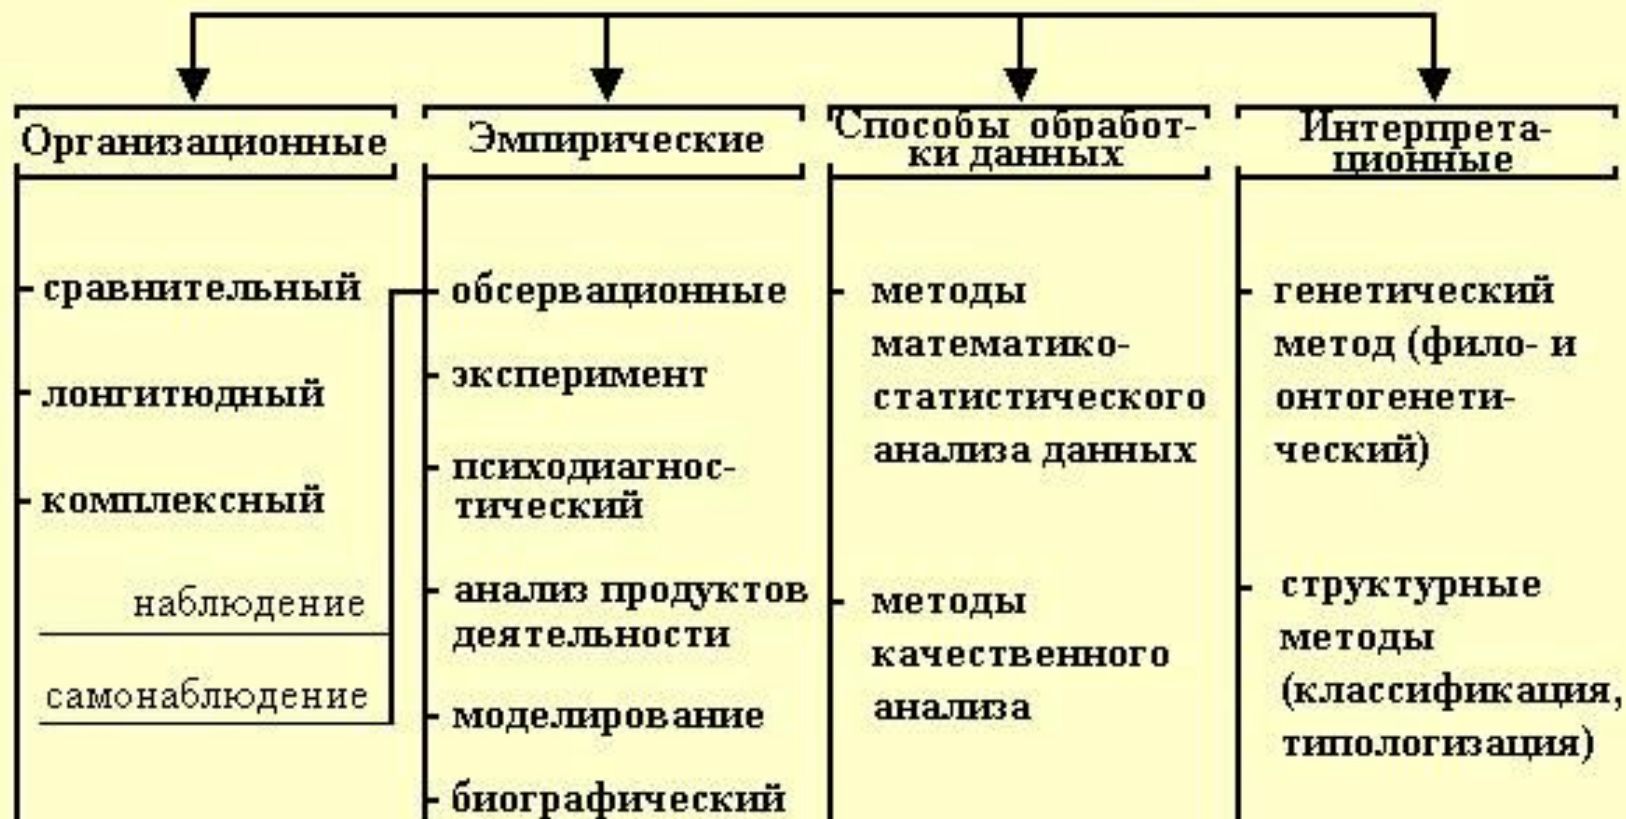 Организационные
сравнительный
лонгитюдный
комплексный
наблюдение
самонаблюдение
Эмпирические
обсервационные
эксперимент
психодиагнос-
тический
анализ продуктов
деятельности
моделирование
биографический
Способы обработ-
ки данных
методы
математико-
статистического
анализа данных
методы
качественного
анализа
Интерпрета-
ционные
генетический
метод (фило- и
онтогенети-
ческий)
структурные
методы
(классификация,
типологизация)